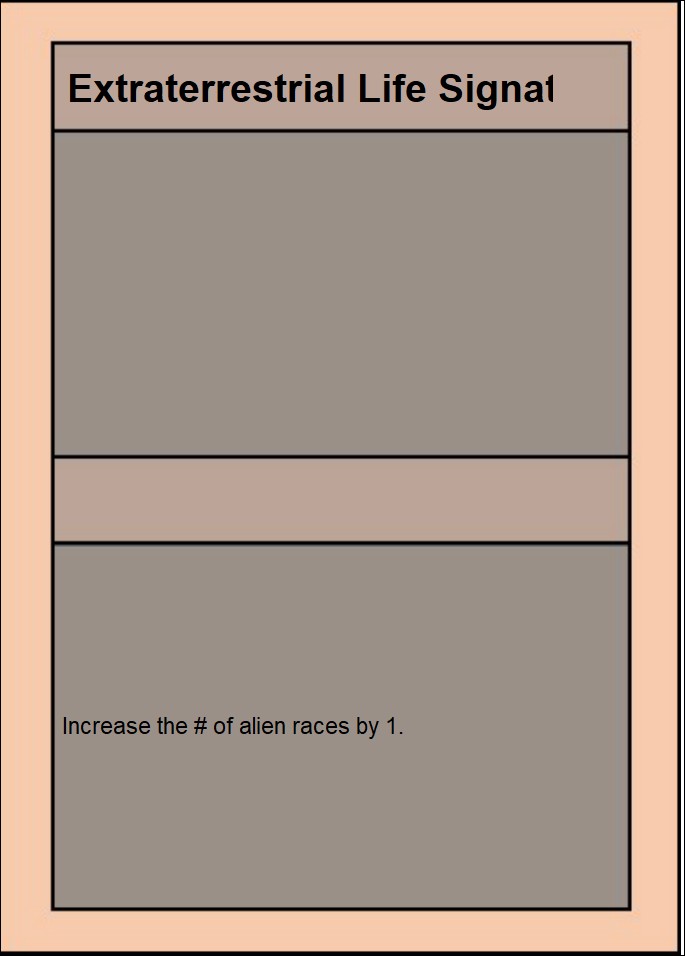 Extraterrestrial Life Signat
Increase the # of alien races by 1.